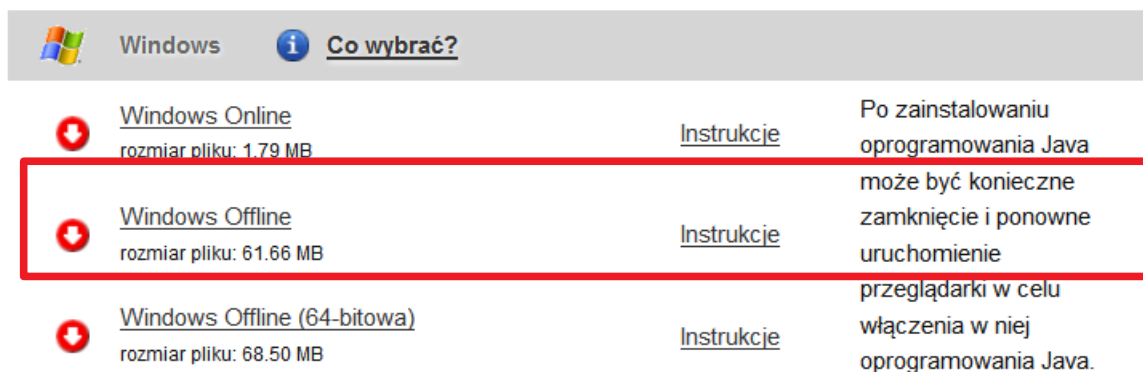 Windows Co wybrać?
Windows Online
rozmiar pliku: 1.79 MB
Instrukcje
Windows Offline
rozmiar pliku: 61.66 MB
Instrukcje
Windows Offline (64-bitowa)
rozmiar pliku: 68.50 MB
Instrukcje
Po zainstalowaniu
oprogramowania Java
może być konieczne
zamknięcie i ponowne
uruchomienie
przeglądarki w celu
włączenia w niej
oprogramowania Java.